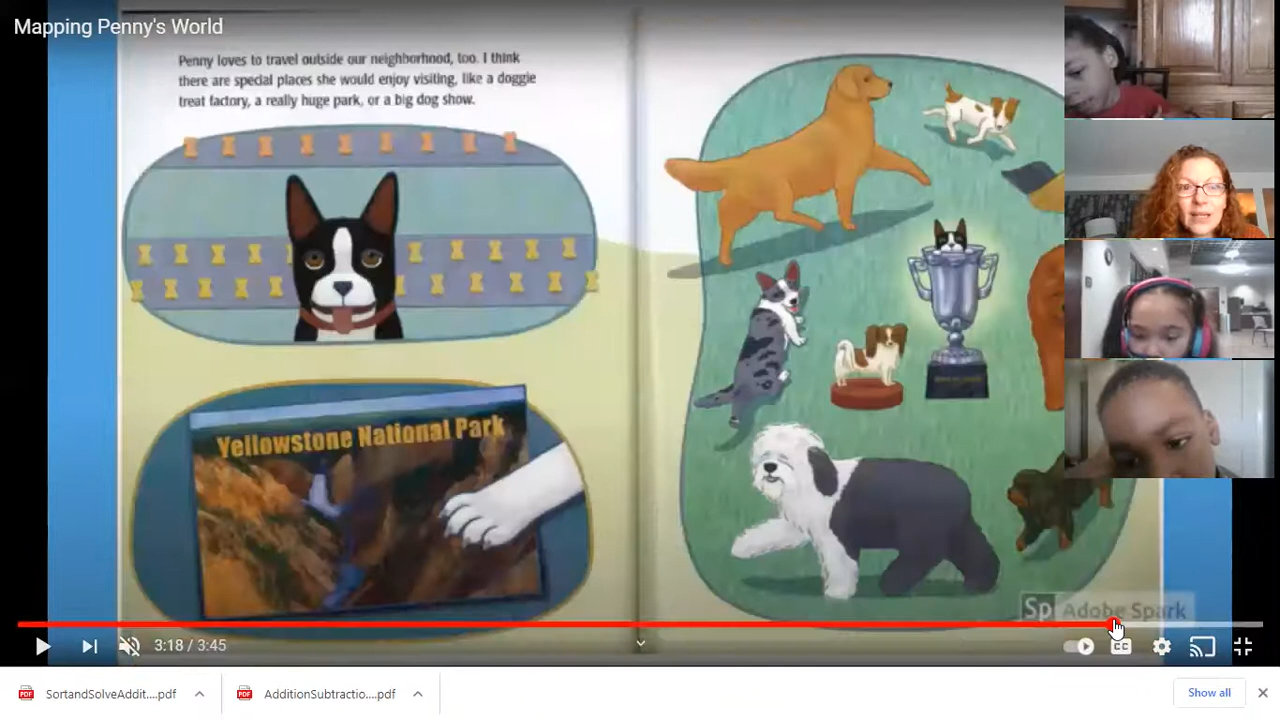 Mapping Penny's World
Penny loves to travel outside our neighborhood, too. I think
there are special places she would enjoy visiting, like a doggie
treat factory, a really huge park, or a big dog show.
Yellowstone National Park
Sp Adobe Spark
3:18 / 3:45
CC
SortandSolveAddit....pdf
AdditionSubtractio....pdf
Show all